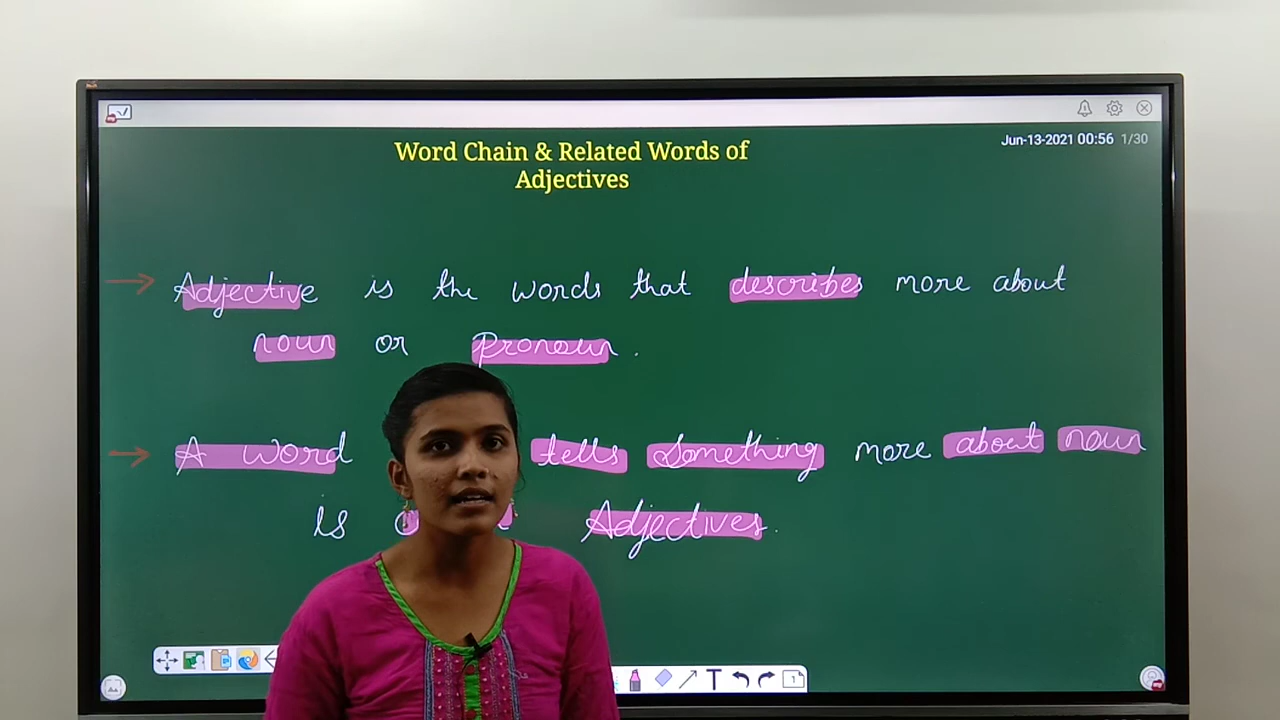 Jun-13-2021 00:56 1/30
Word Chain & Related Words of
Adjectives
Adjective is the words that describes more about
noun or pronoun.
A word tells something more about noun
is Adjectives.
T
1